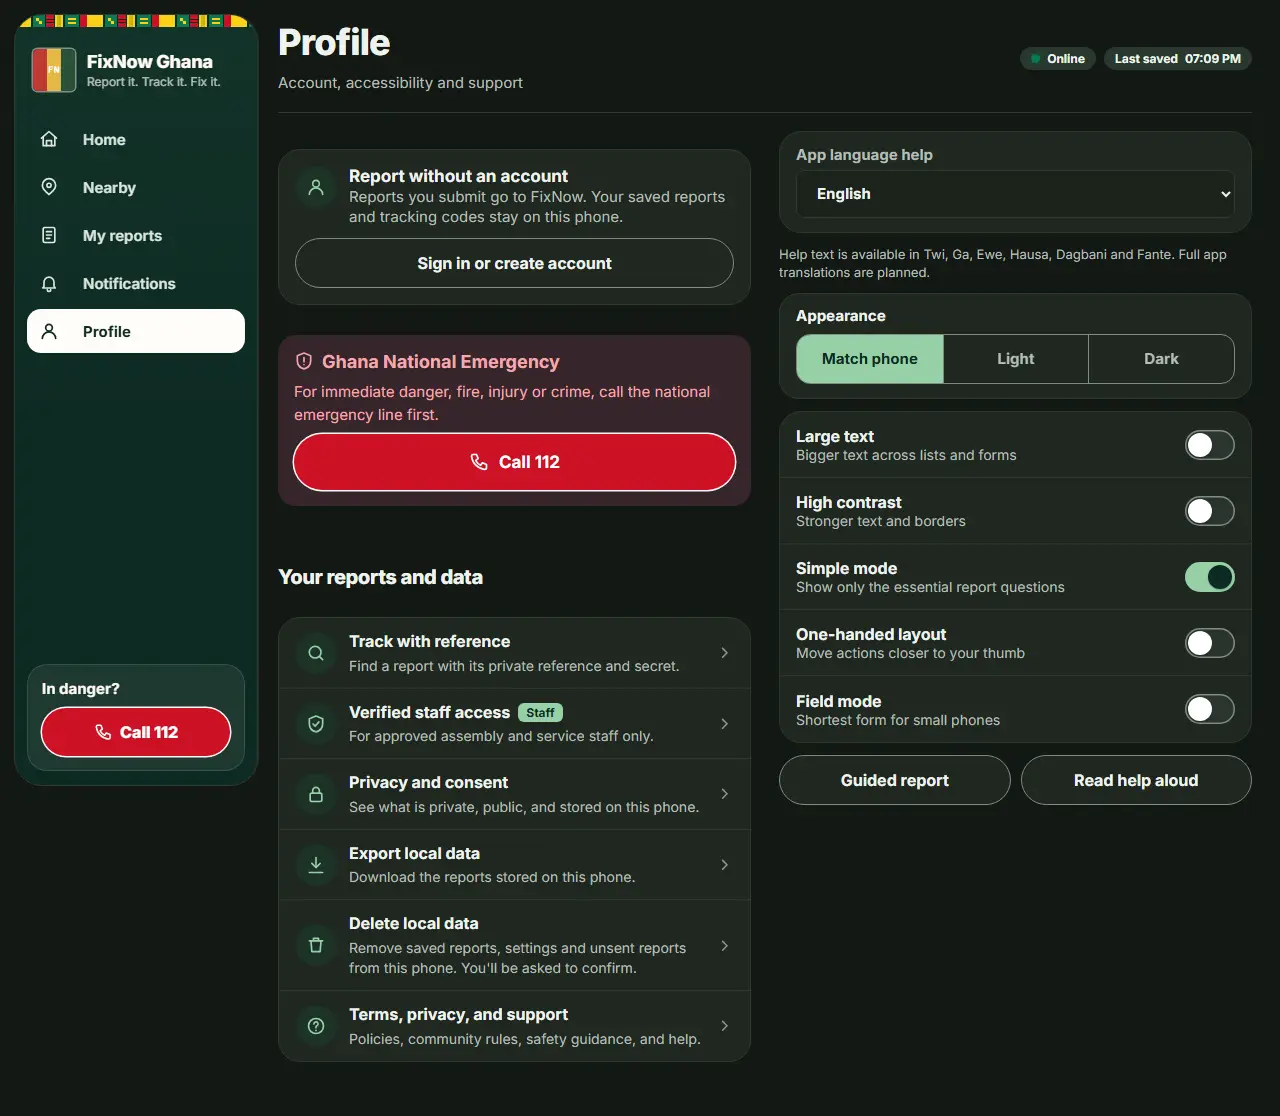 FN
FixNow Ghana
Report it. Track it. Fix it.
Home
Nearby
My reports
Notifications
Profile
In danger?
Call 112
Profile
Account, accessibility and support
Online
Last saved 07:09 PM
Report without an account
Reports you submit go to FixNow. Your saved reports
and tracking codes stay on this phone.
Sign in or create account
Ghana National Emergency
For immediate danger, fire, injury or crime, call the national
emergency line first.
Call 112
Your reports and data
Track with reference
Find a report with its private reference and secret.
Verified staff access Staff
For approved assembly and service staff only.
Privacy and consent
See what is private, public, and stored on this phone.
Export local data
Download the reports stored on this phone.
Delete local data
Remove saved reports, settings and unsent reports
from this phone. You'll be asked to confirm.
Terms, privacy, and support
Policies, community rules, safety guidance, and help.
App language help
English
Help text is available in Twi, Ga, Ewe, Hausa, Dagbani and Fante. Full app
translations are planned.
Appearance
Match phone Light Dark
Large text
Bigger text across lists and forms
High contrast
Stronger text and borders
Simple mode
Show only the essential report questions
One-handed layout
Move actions closer to your thumb
Field mode
Shortest form for small phones
Guided report Read help aloud